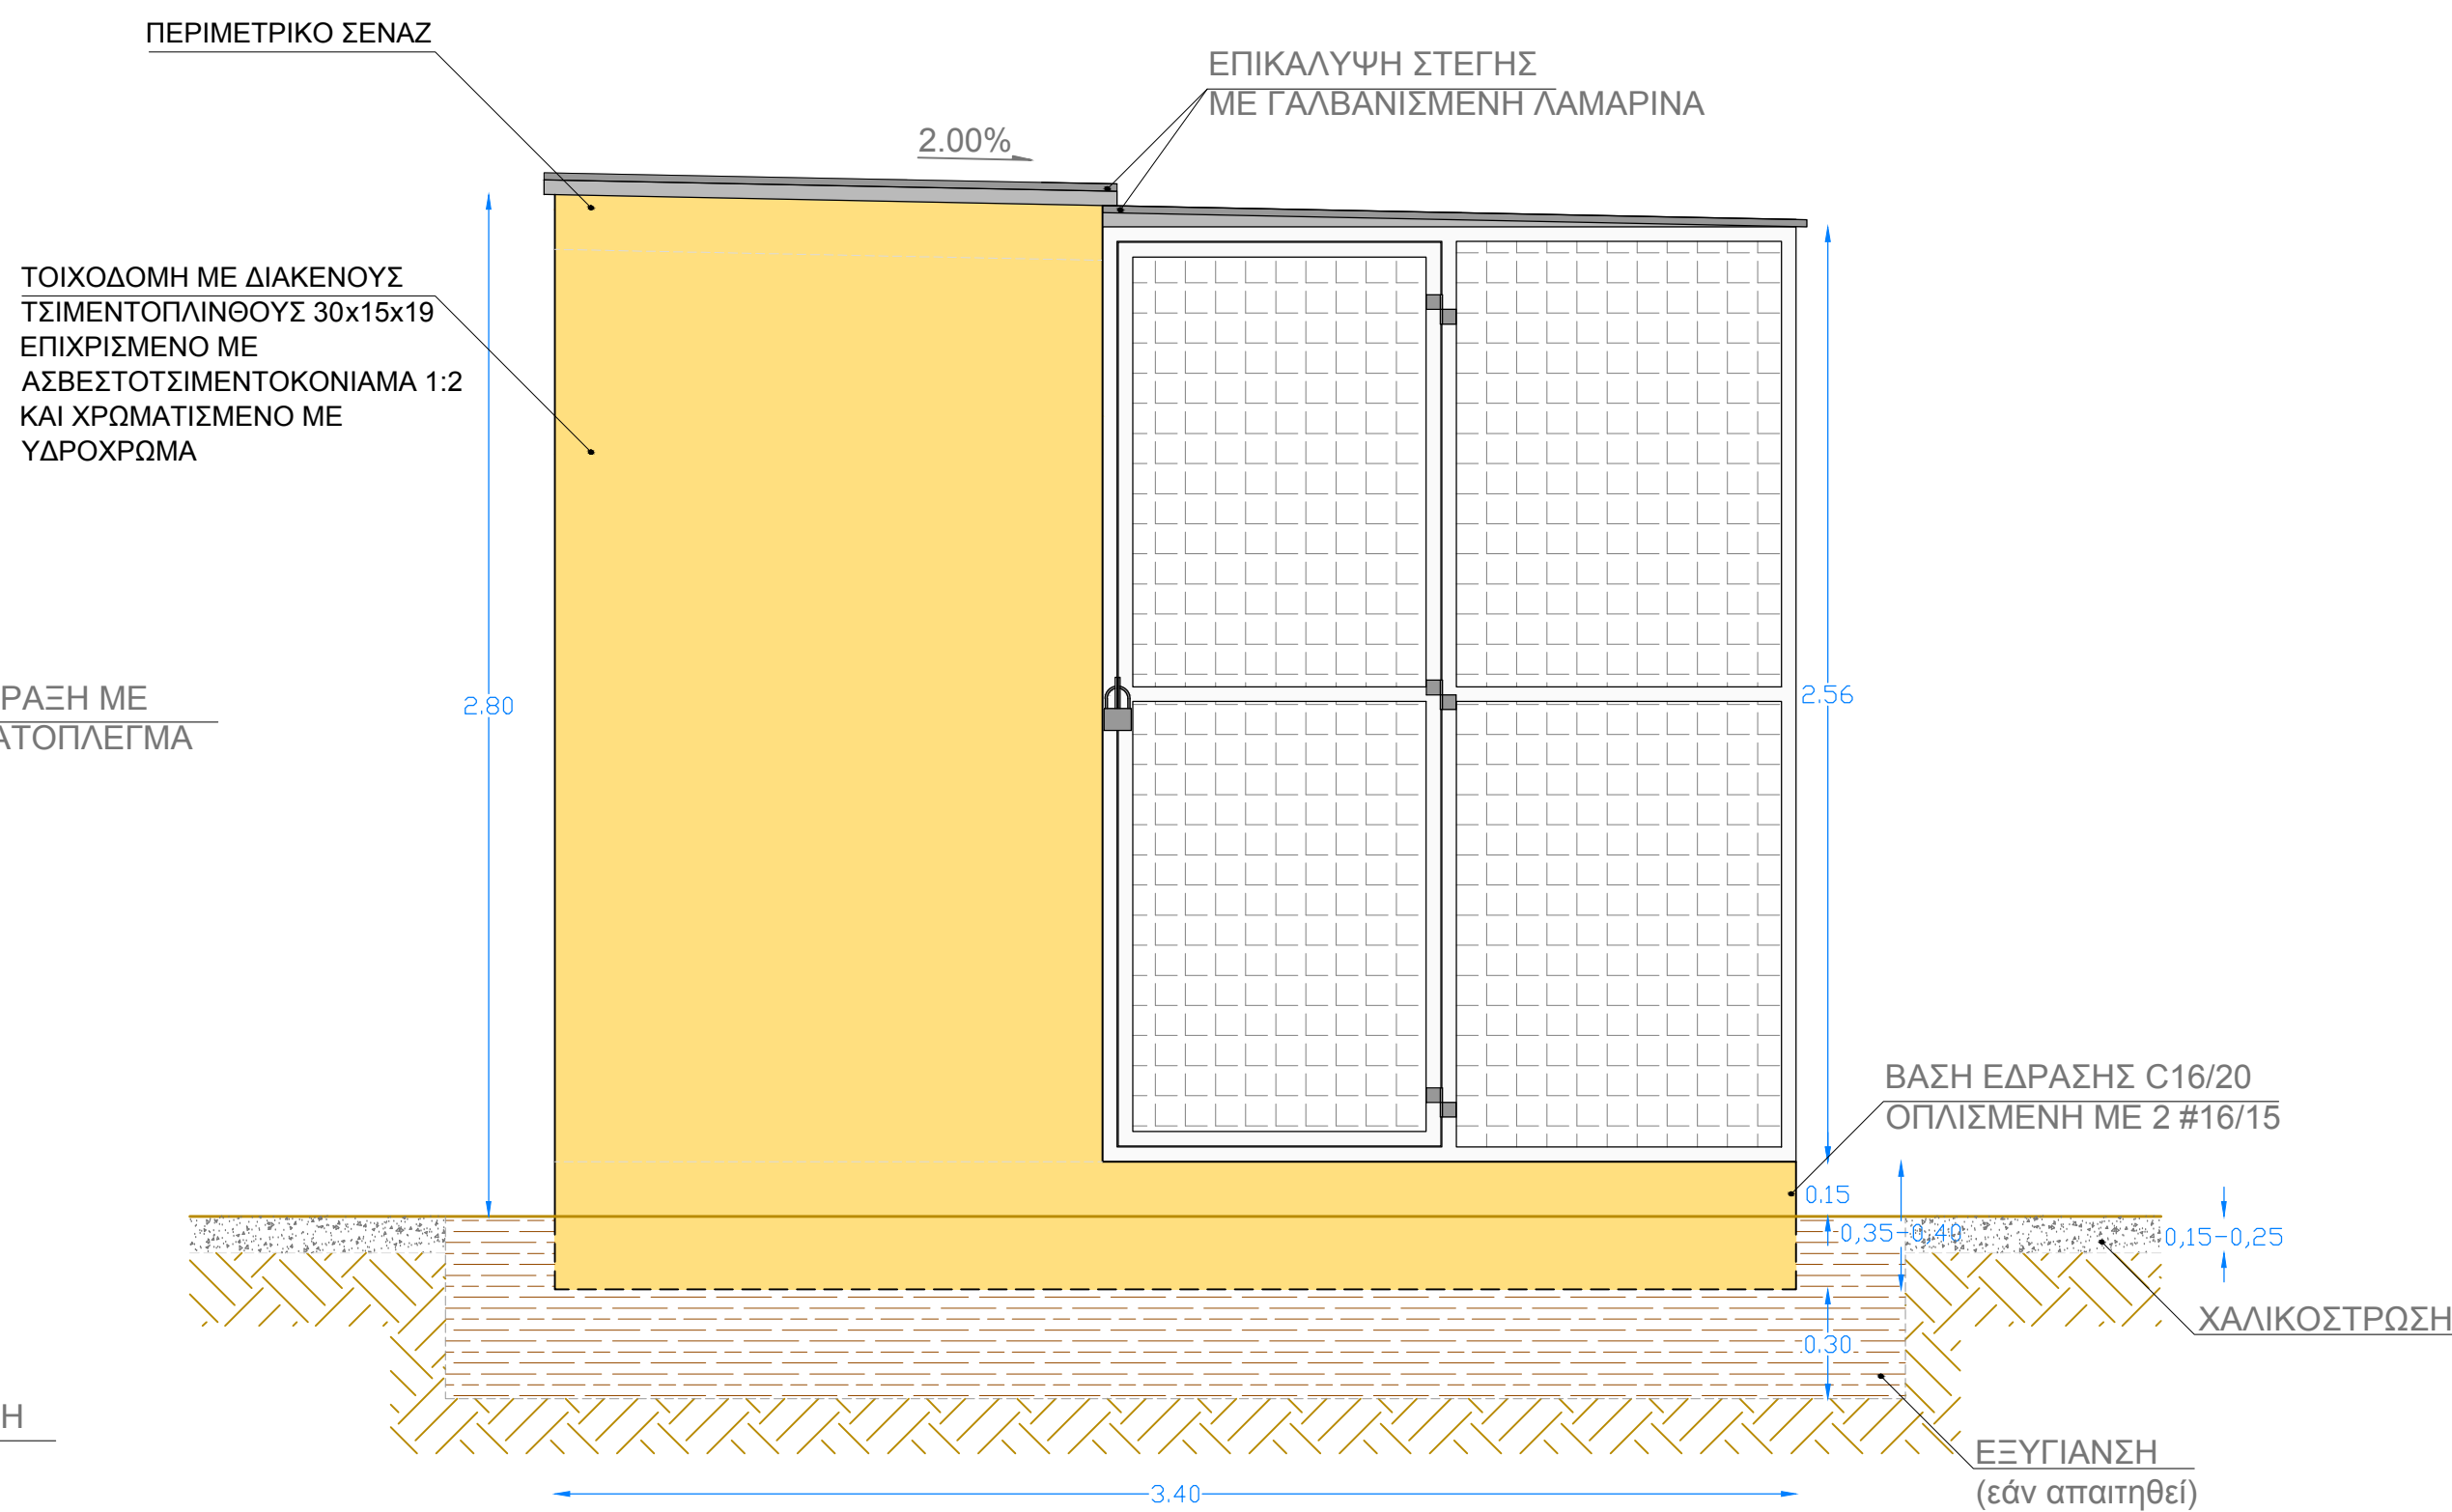 ΠΕΡΙΜΕΤΡΙΚΟ ΣΕΝΑΖ
ΕΠΙΚΑΛΥΨΗ ΣΤΕΓΗΣ
ΜΕ ΓΑΛΒΑΝΙΣΜΕΝΗ ΛΑΜΑΡΙΝΑ
2.00%
ΤΟΙΧΟΔΟΜΗ ΜΕ ΔΙΑΚΕΝΟΥΣ
ΤΣΙΜΕΝΤΟΠΛΙΝΘΟΥΣ 30x15x19
ΕΠΙΧΡΙΣΜΕΝΟ ΜΕ
ΑΣΒΕΣΤΟΤΣΙΜΕΝΤΟΚΟΝΙΑΜΑ 1:2
ΚΑΙ ΧΡΩΜΑΤΙΣΜΕΝΟ ΜΕ
ΥΔΡΟΧΡΩΜΑ
ΡΑΞΗ ΜΕ
ΑΤΟΠΛΕΓΜΑ
2.80
2.56
ΒΑΣΗ ΕΔΡΑΣΗΣ C16/20
ΟΠΛΙΣΜΕΝΗ ΜΕ 2 #16/15
0.15
0,35-0,40
0,15-0,25
ΧΑΛΙΚΟΣΤΡΩΣΗ
0.30
Η
ΕΞΥΓΙΑΝΣΗ
(εάν απαιτηθεί)
3.40